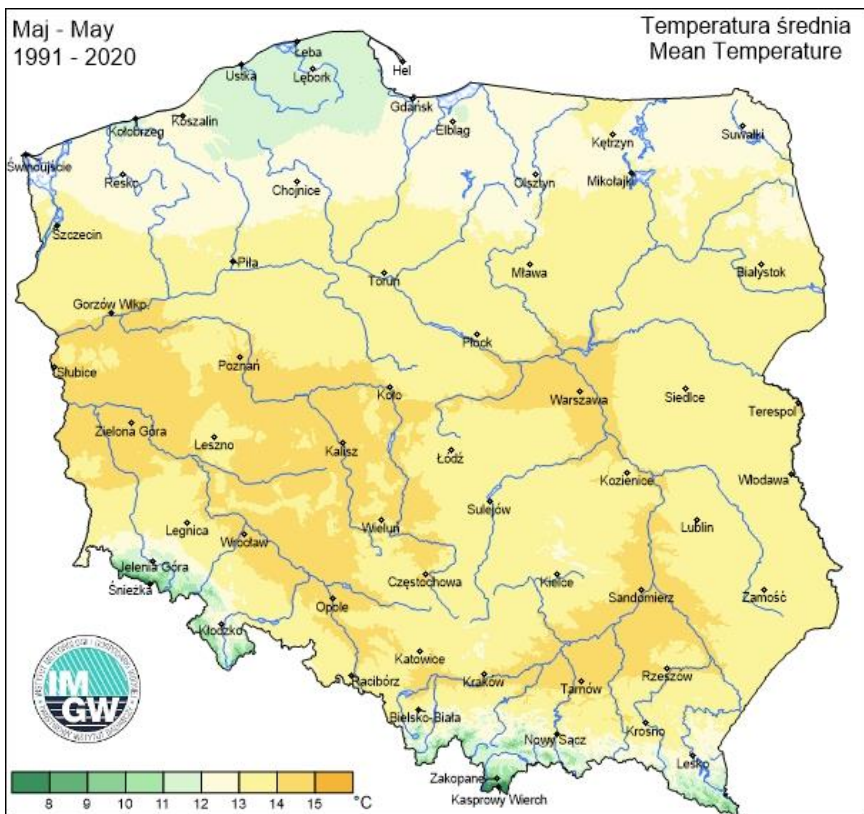 Maj - May
1991 - 2020
Temperatura średnia
Mean Temperature
Łeba
Ustka
Lębork
Hel
Gdańsk
Kołobrzeg
Koszalin
Elbląg
Kętrzyn
Suwałki
Świnoujście
Resko
Chojnice
Olsztyn
Mikołajki
Szczecin
Piła
Toruń
Mława
Białystok
Gorzów Wlkp.
Płock
Słubice
Poznań
Koło
Warszawa
Siedlce
Terespol
Zielona Góra
Leszno
Kalisz
Łódź
Kozienice
Włodawa
Sulejów
Legnica
Wrocław
Wieluń
Lublin
Jelenia Góra
Śnieżka
Częstochowa
Kielce
Sandomierz
Zamość
Opole
Kłodzko
Katowice
Racibórz
Kraków
Tarnów
Rzeszów
Bielsko-Biała
Nowy Sącz
Krosno
Lesko
Zakopane
Kasprowy Wierch
IM
GW
8 9 10 11 12 13 14 15 °C